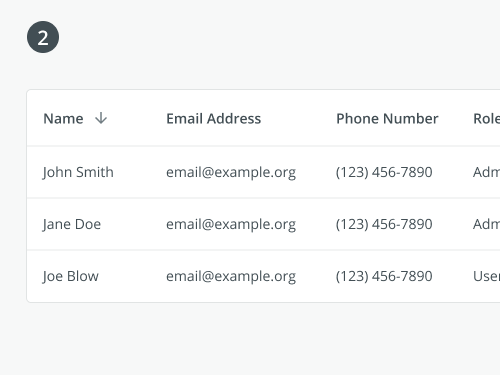 2
Name Email Address Phone Number Role
John Smith email@example.org (123) 456-7890 Adm
Jane Doe email@example.org (123) 456-7890 Adm
Joe Blow email@example.org (123) 456-7890 User